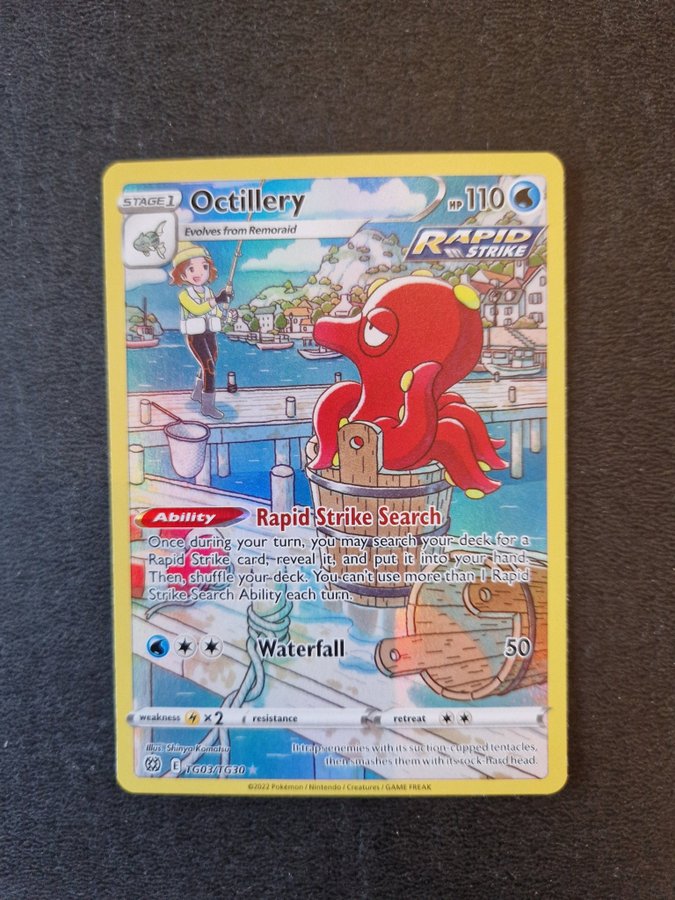 STAGE 1
Octillery
HP 110
Evolves from Remoraid
RAPID
STRIKE
Ability
Rapid Strike Search
Once during your turn, you may search your deck for a
Rapid Strike card, reveal it, and put it into your hand.
Then, shuffle your deck. You can't use more than 1 Rapid
Strike Search Ability each turn.
Waterfall 50
weakness ×2 resistance retreat
Illus. Shinya Komatsu
It traps enemies with its suction-cupped tentacles,
then smashes them with its rock-hard head.
E TG03/TG30
©2022 Pokémon / Nintendo / Creatures / GAME FREAK